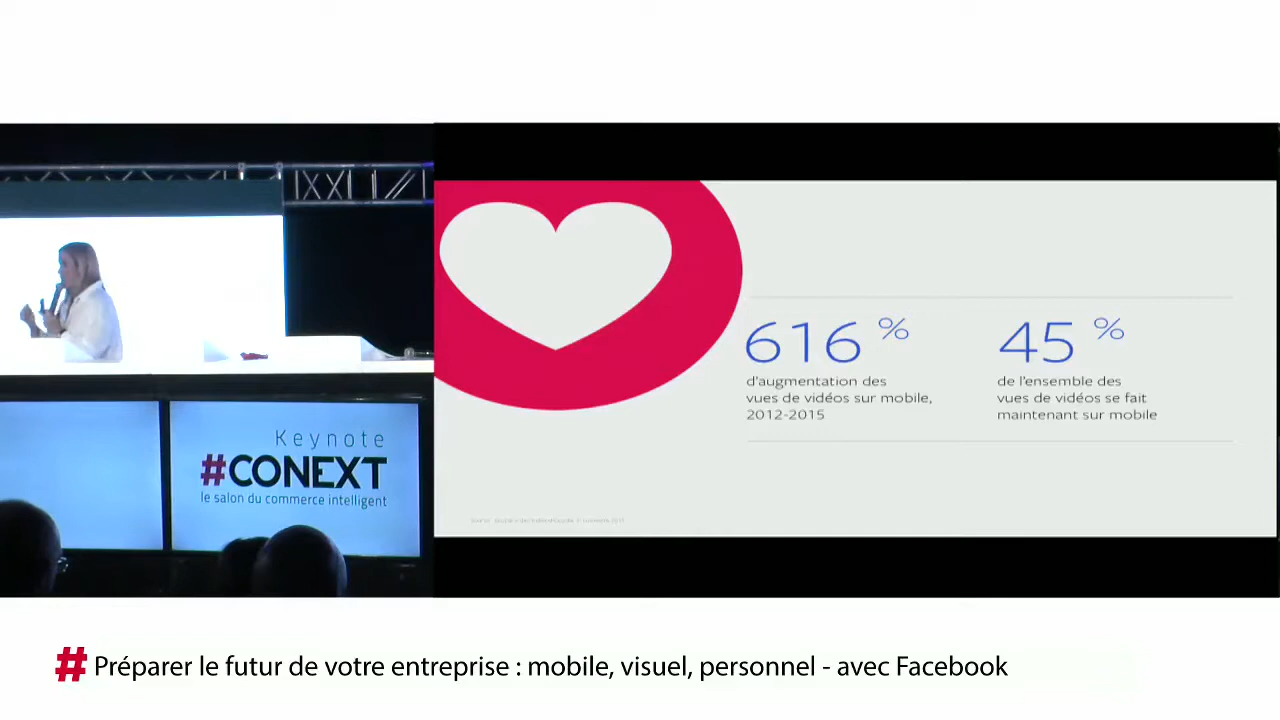 616 %
d'augmentation des
vues de vidéos sur mobile,
2012-2015
45 %
de l'ensemble des
vues de vidéos se fait
maintenant sur mobile
Keynote
#CONEXT
le salon du commerce intelligent
# Préparer le futur de votre entreprise : mobile, visuel, personnel - avec Facebook